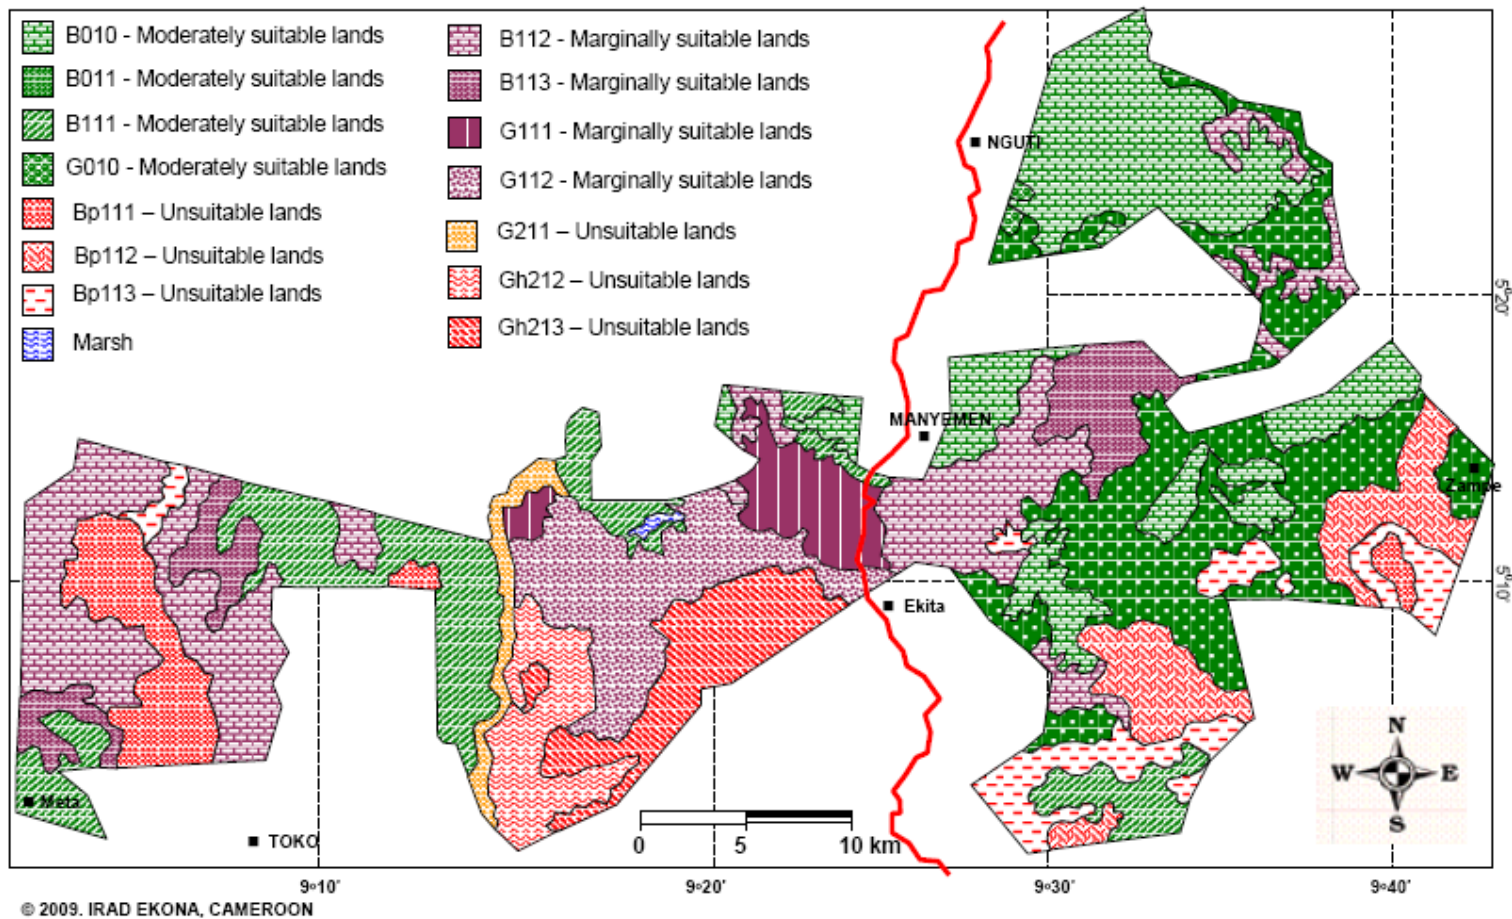 B010 - Moderately suitable lands
B011 - Moderately suitable lands
B111 - Moderately suitable lands
G010 - Moderately suitable lands
Bp111 – Unsuitable lands
Bp112 – Unsuitable lands
Bp113 – Unsuitable lands
Marsh
B112 - Marginally suitable lands
B113 - Marginally suitable lands
G111 - Marginally suitable lands
G112 - Marginally suitable lands
G211 – Unsuitable lands
Gh212 – Unsuitable lands
Gh213 – Unsuitable lands
NGUTI
5°20'
MANYEMEN
Zampe
5°10'
Ekita
Meta
TOKO
N
W E
S
0 5 10 km
9°10' 9°20' 9°30' 9°40'
© 2009. IRAD EKONA, CAMEROON